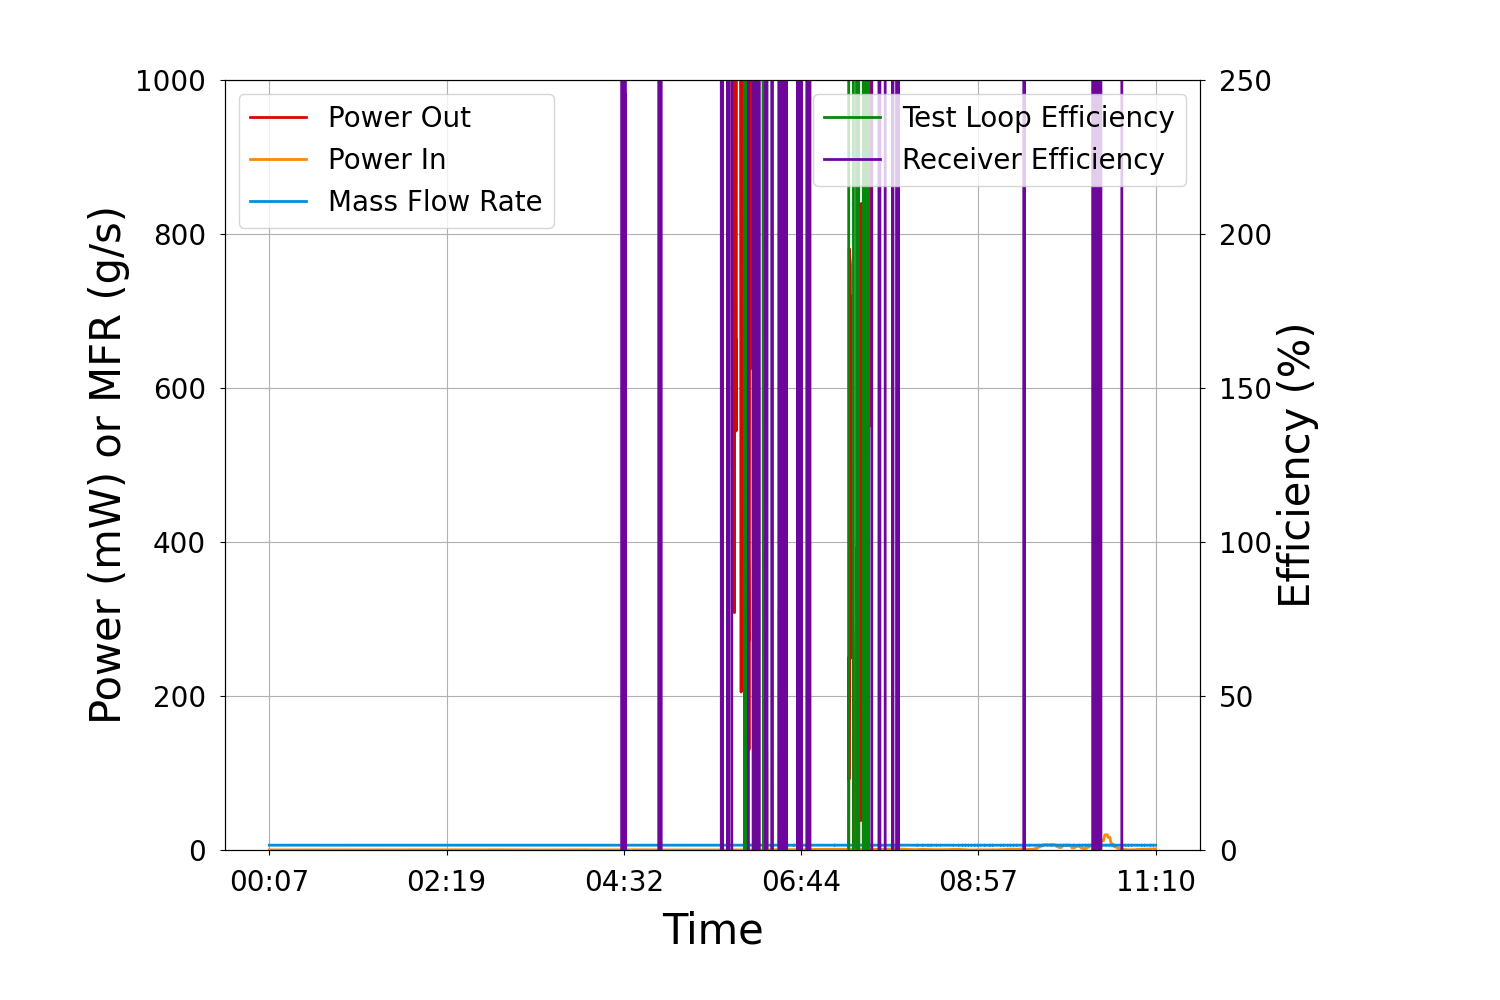 1000
800
600
400
200
0
Power (mW) or MFR (g/s)
Power Out
Power In
Mass Flow Rate
Test Loop Efficiency
Receiver Efficiency
250
200
150
100
50
0
Efficiency (%)
00:07 02:19 04:32 06:44 08:57 11:10
Time